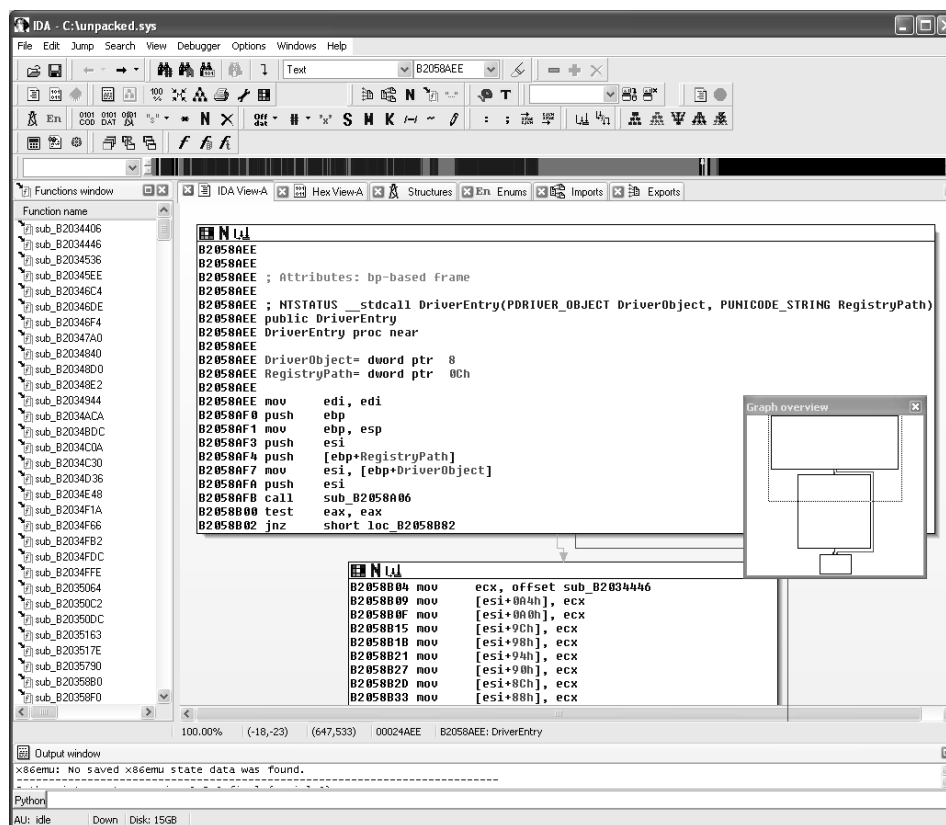 IDA - C:\unpacked.sys
File Edit Jump Search View Debugger Options Windows Help
Text B2058AEE
Functions window
IDA View-A Hex View-A Structures En Enums Imports Exports
Function name
sub_B2034406
sub_B2034446
sub_B2034536
sub_B20345EE
sub_B20346C4
sub_B20346DE
sub_B20346F4
sub_B20347A0
sub_B2034840
sub_B20348D0
sub_B20348E2
sub_B2034944
sub_B2034ACA
sub_B2034BDC
sub_B2034C0A
sub_B2034C30
sub_B2034D36
sub_B2034E48
sub_B2034F1A
sub_B2034F66
sub_B2034FB2
sub_B2034FDC
sub_B2034FFE
sub_B2035064
sub_B20350C2
sub_B20350DC
sub_B2035163
sub_B203517E
sub_B2035790
sub_B20358B0
sub_B20358F0
B2058AEE
B2058AEE
B2058AEE ; Attributes: bp-based frame
B2058AEE
B2058AEE ; NTSTATUS __stdcall DriverEntry(PDRIVER_OBJECT DriverObject, PUNICODE_STRING RegistryPath)
B2058AEE public DriverEntry
B2058AEE DriverEntry proc near
B2058AEE
B2058AEE DriverObject= dword ptr 8
B2058AEE RegistryPath= dword ptr 0Ch
B2058AEE
B2058AEE mov edi, edi
B2058AF0 push ebp
B2058AF1 mov ebp, esp
B2058AF3 push esi
B2058AF4 push [ebp+RegistryPath]
B2058AF7 mov esi, [ebp+DriverObject]
B2058AFA push esi
B2058AFB call sub_B2058A06
B2058B00 test eax, eax
B2058B02 jnz short loc_B2058B82
Graph overview
B2058B04 mov ecx, offset sub_B2034446
B2058B09 mov [esi+0A4h], ecx
B2058B0F mov [esi+0A0h], ecx
B2058B15 mov [esi+9Ch], ecx
B2058B1B mov [esi+98h], ecx
B2058B21 mov [esi+94h], ecx
B2058B27 mov [esi+90h], ecx
B2058B2D mov [esi+8Ch], ecx
B2058B33 mov [esi+88h], ecx
100.00% (-18,-23) (647,533) 00024AEE B2058AEE: DriverEntry
Output window
x86emu: No saved x86emu state data was found.
Python
AU: idle Down Disk: 15GB